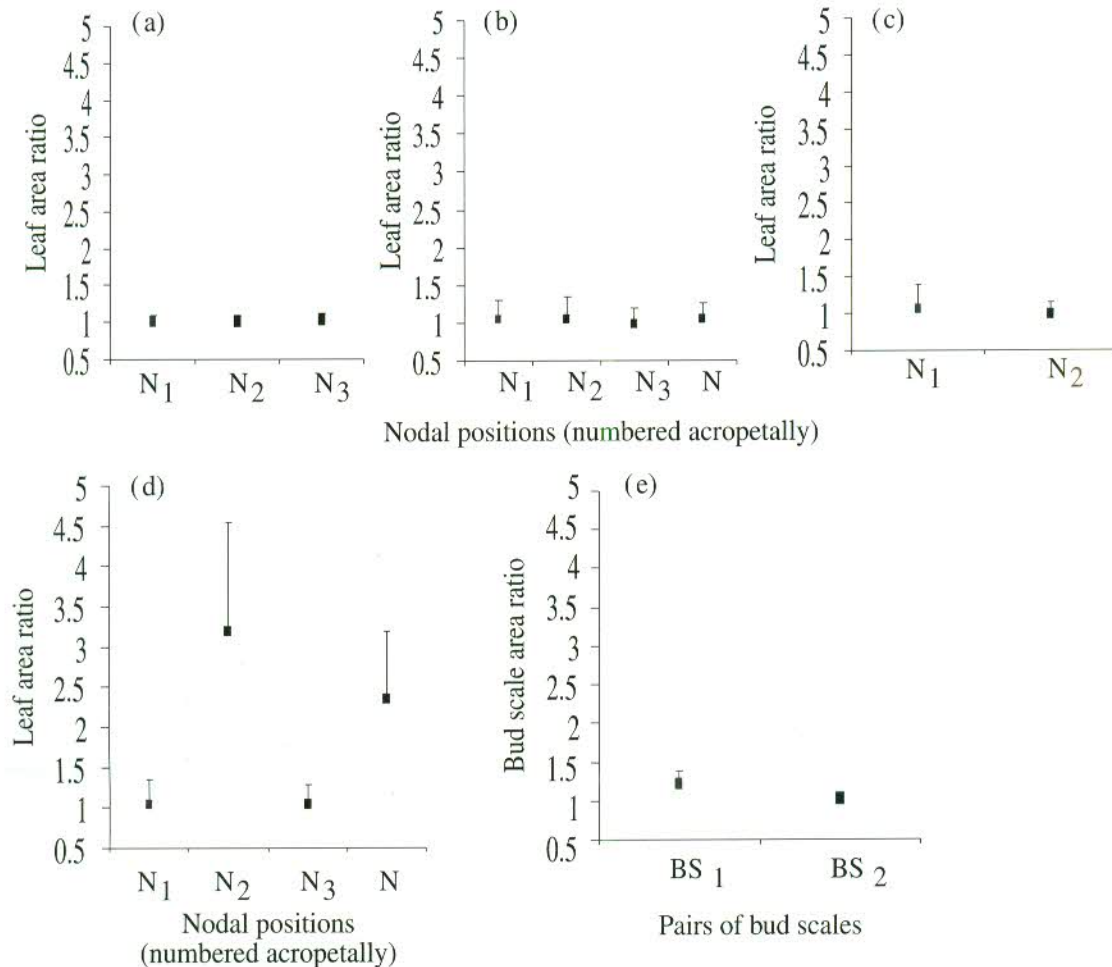 (a)
5
4.5
4
3.5
3
2.5
2
1.5
1
0.5
Leaf area ratio
N1 N2 N3
(b)
5
4.5
4
3.5
3
2.5
2
1.5
1
0.5
Leaf area ratio
N1 N2 N3 N
(c)
5
4.5
4
3.5
3
2.5
2
1.5
1
0.5
Leaf area ratio
N1 N2
Nodal positions (numbered acropetally)
(d)
5
4.5
4
3.5
3
2.5
2
1.5
1
0.5
Leaf area ratio
N1 N2 N3 N
Nodal positions
(numbered acropetally)
(e)
5
4.5
4
3.5
3
2.5
2
1.5
1
0.5
Bud scale area ratio
BS 1 BS 2
Pairs of bud scales